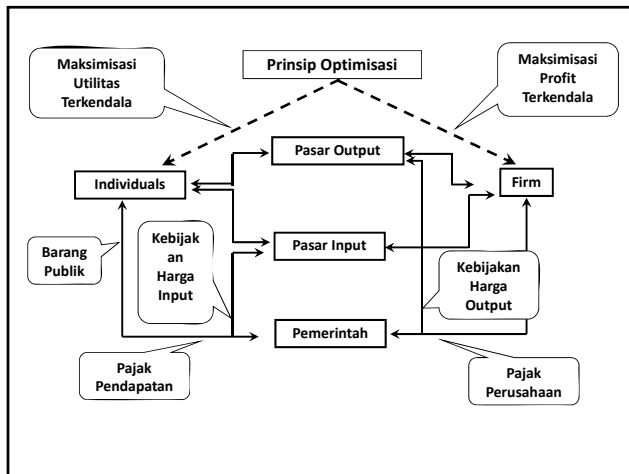 Maksimisasi
Utilitas
Terkendala
Prinsip Optimisasi
Maksimisasi
Profit
Terkendala
Pasar Output
Individuals
Firm
Barang
Publik
Kebijak
an
Harga
Input
Pasar Input
Kebijakan
Harga
Output
Pemerintah
Pajak
Pendapatan
Pajak
Perusahaan